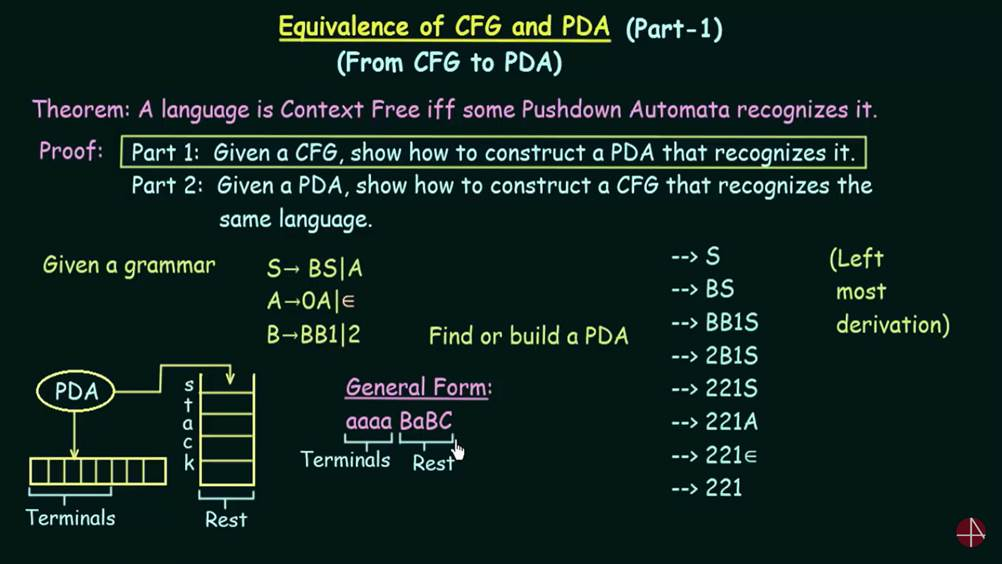 Equivalence of CFG and PDA (Part-1)
(From CFG to PDA)
Theorem: A language is Context Free iff some Pushdown Automata recognizes it.
Proof: Part 1: Given a CFG, show how to construct a PDA that recognizes it.
Part 2: Given a PDA, show how to construct a CFG that recognizes the
same language.
Given a grammar
S→ BS|A
A→0A|∈
B→BB1|2
Find or build a PDA
PDA
stack
Terminals
Rest
General Form:
aaaa BaBC
Terminals Rest
--> S
--> BS
--> BB1S
--> 2B1S
--> 221S
--> 221A
--> 221∈
--> 221
(Left
most
derivation)